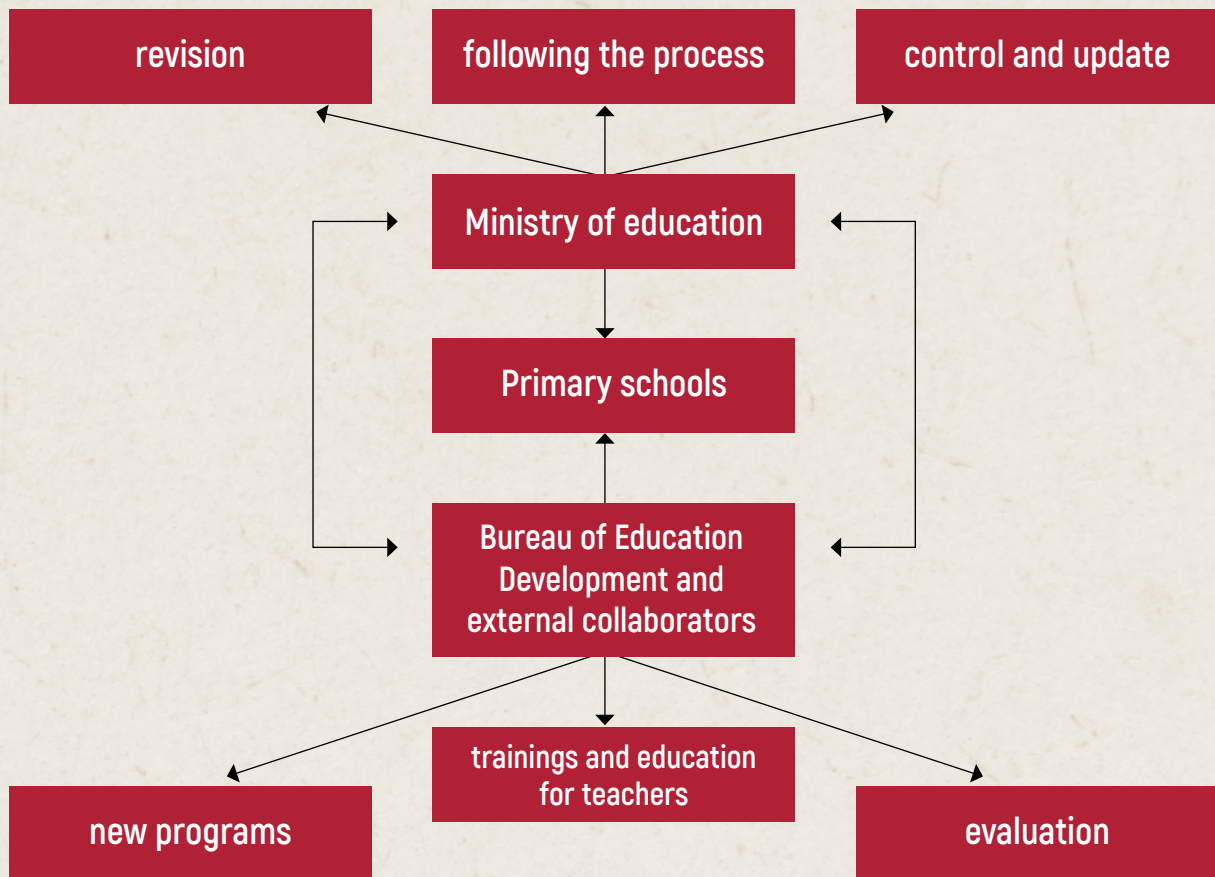 revision
following the process
control and update
Ministry of education
Primary schools
Bureau of Education
Development and
external collaborators
trainings and education
for teachers
new programs
evaluation